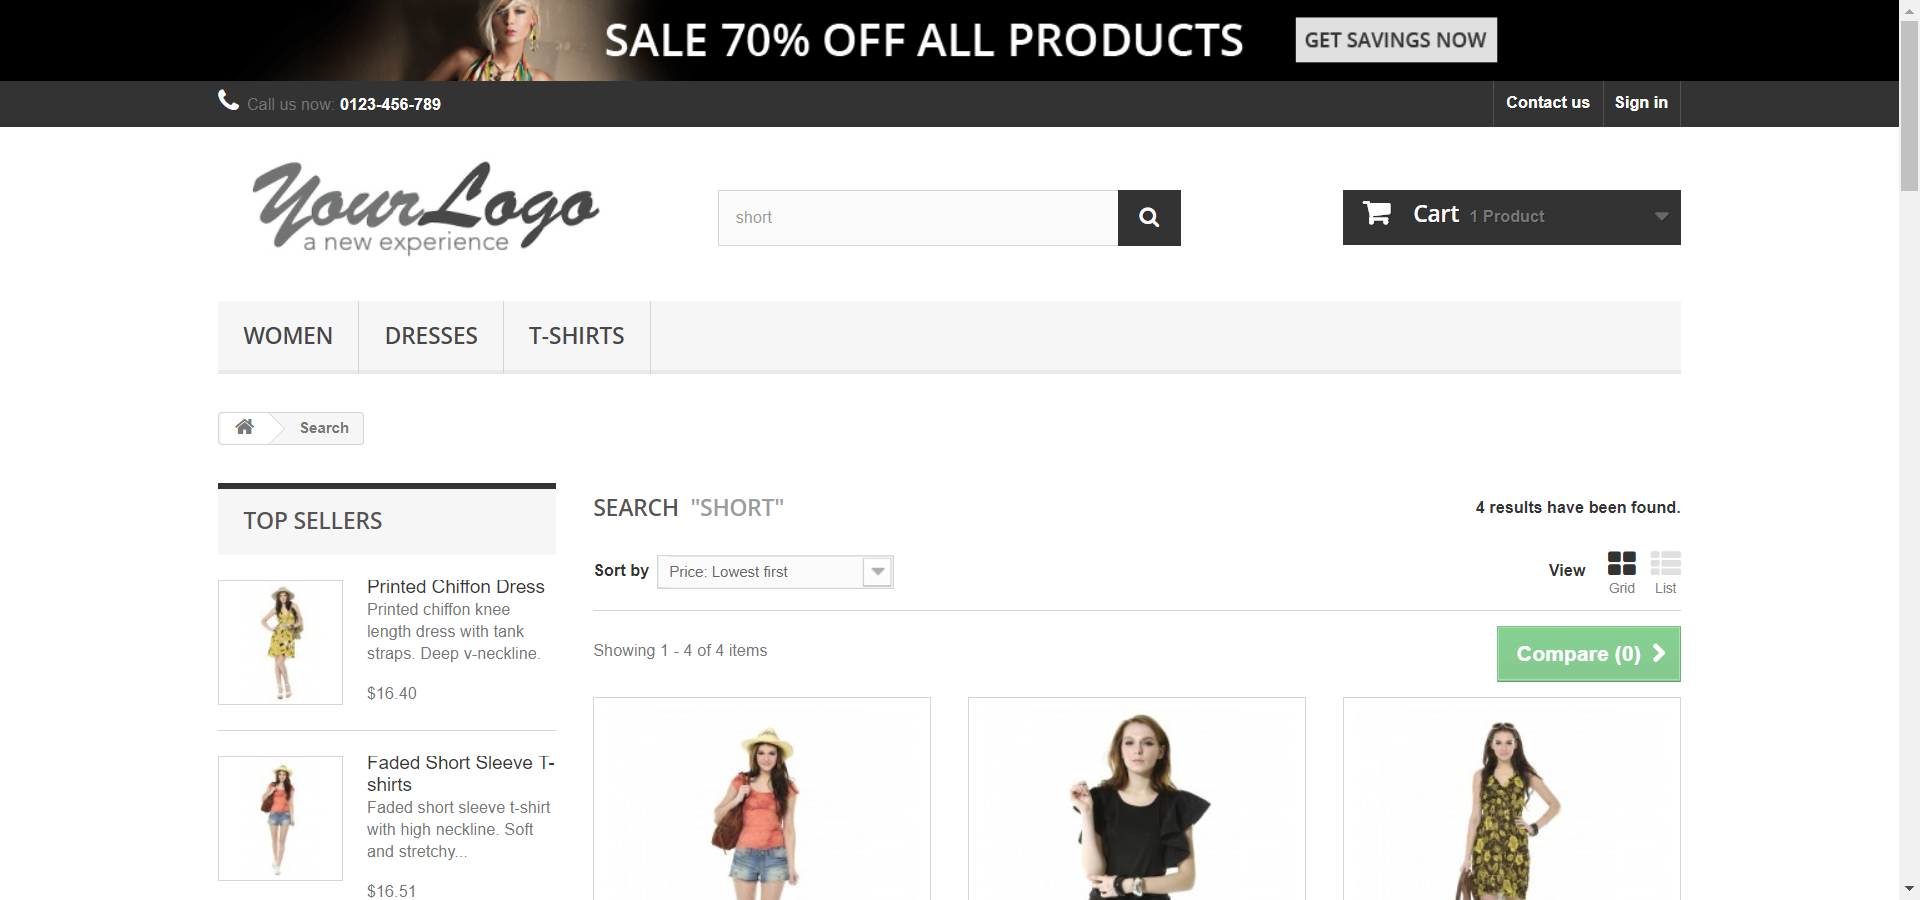 SALE 70% OFF ALL PRODUCTS
GET SAVINGS NOW
Call us now: 0123-456-789
Contact us
Sign in
YourLogo
a new experience
short
Cart 1 Product
WOMEN
DRESSES
T-SHIRTS
Search
TOP SELLERS
Printed Chiffon Dress
Printed chiffon knee
length dress with tank
straps. Deep v-neckline.
$16.40
Faded Short Sleeve T-
shirts
Faded short sleeve t-shirt
with high neckline. Soft
and stretchy...
$16.51
SEARCH "SHORT"
4 results have been found.
Sort by
Price: Lowest first
View
Grid
List
Showing 1 - 4 of 4 items
Compare (0)